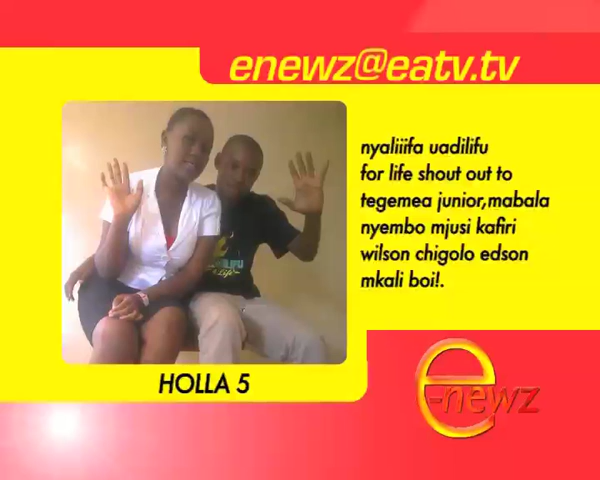 enewz@eatv.tv
nyaliiifa uadilifu
for life shout out to
tegemea junior,mabala
nyembo mjusi kafiri
wilson chigolo edson
mkali boi!.
HOLLA 5
e-newz